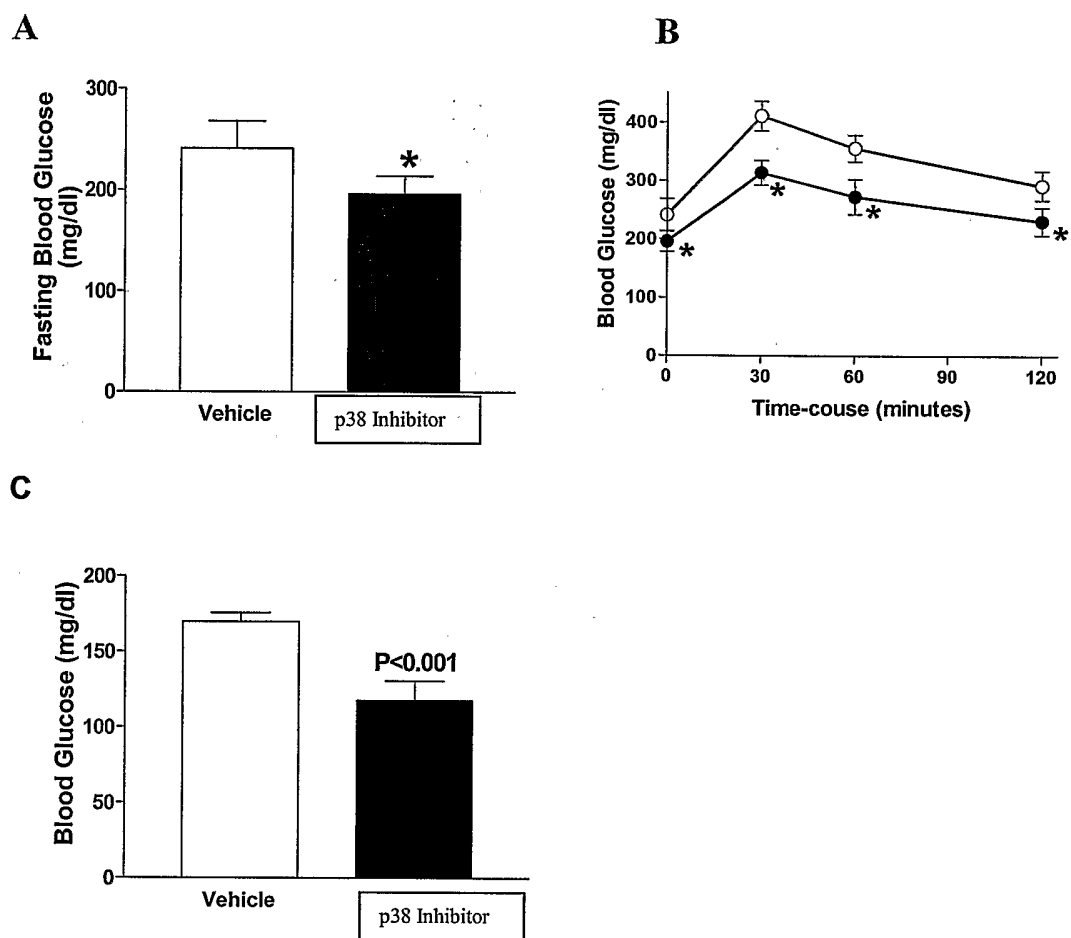 A
Fasting Blood Glucose
(mg/dl)
300
200
100
0
*
Vehicle
p38 Inhibitor
B
Blood Glucose (mg/dl)
400
300
200
100
0
*
*
*
*
0
30
60
90
120
Time-couse (minutes)
C
Blood Glucose (mg/dl)
200
150
100
50
0
P<0.001
Vehicle
p38 Inhibitor